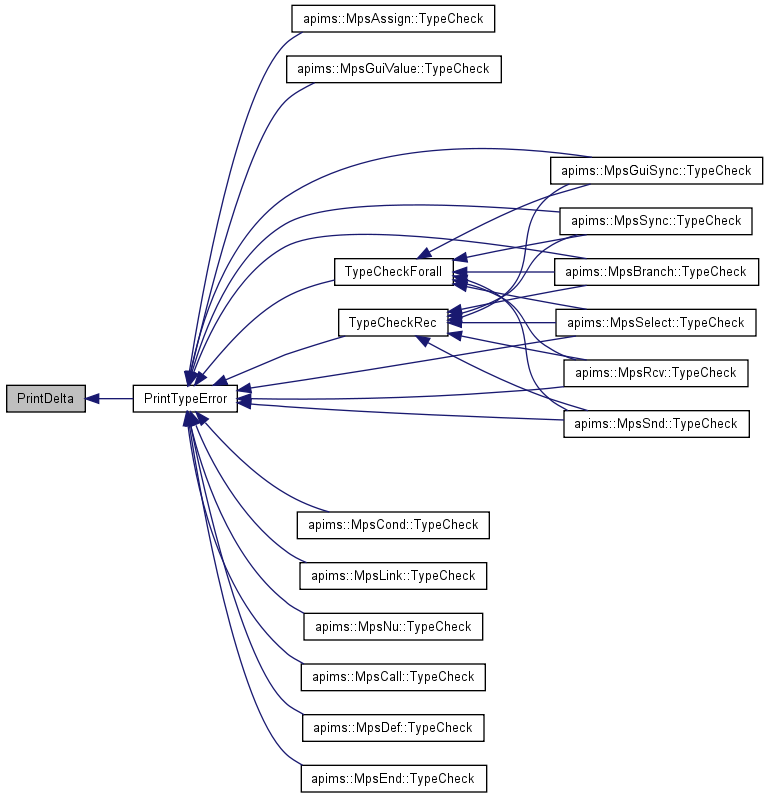 apims::MpsAssign::TypeCheck
apims::MpsGuiValue::TypeCheck
apims::MpsGuiSync::TypeCheck
apims::MpsSync::TypeCheck
TypeCheckForall
apims::MpsBranch::TypeCheck
TypeCheckRec
apims::MpsSelect::TypeCheck
apims::MpsRcv::TypeCheck
PrintDelta
PrintTypeError
apims::MpsSnd::TypeCheck
apims::MpsCond::TypeCheck
apims::MpsLink::TypeCheck
apims::MpsNu::TypeCheck
apims::MpsCall::TypeCheck
apims::MpsDef::TypeCheck
apims::MpsEnd::TypeCheck